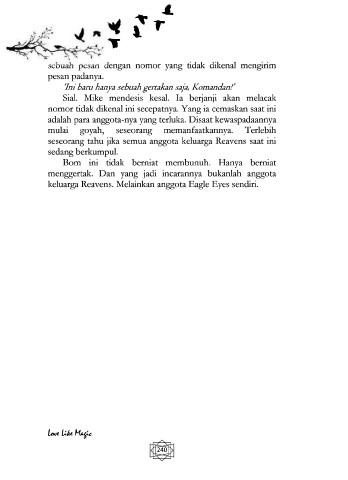 sebuah pesan dengan nomor yang tidak dikenal mengirim
pesan padanya.
'Ini baru hanya sebuah gertakan saja, Komandan!'
Sial. Mike mendesis kesal. Ia berjanji akan melacak
nomor tidak dikenal ini secepatnya. Yang ia cemaskan saat ini
adalah para anggota-nya yang terluka. Disaat kewaspadaannya
mulai goyah, seseorang memanfaatkannya. Terlebih
seseorang tahu jika semua anggota keluarga Reavens saat ini
sedang berkumpul.
Bom ini tidak berniat membunuh. Hanya berniat
menggertak. Dan yang jadi incarannya bukanlah anggota
keluarga Reavens. Melainkan anggota Eagle Eyes sendiri.
Love Like Magic
240